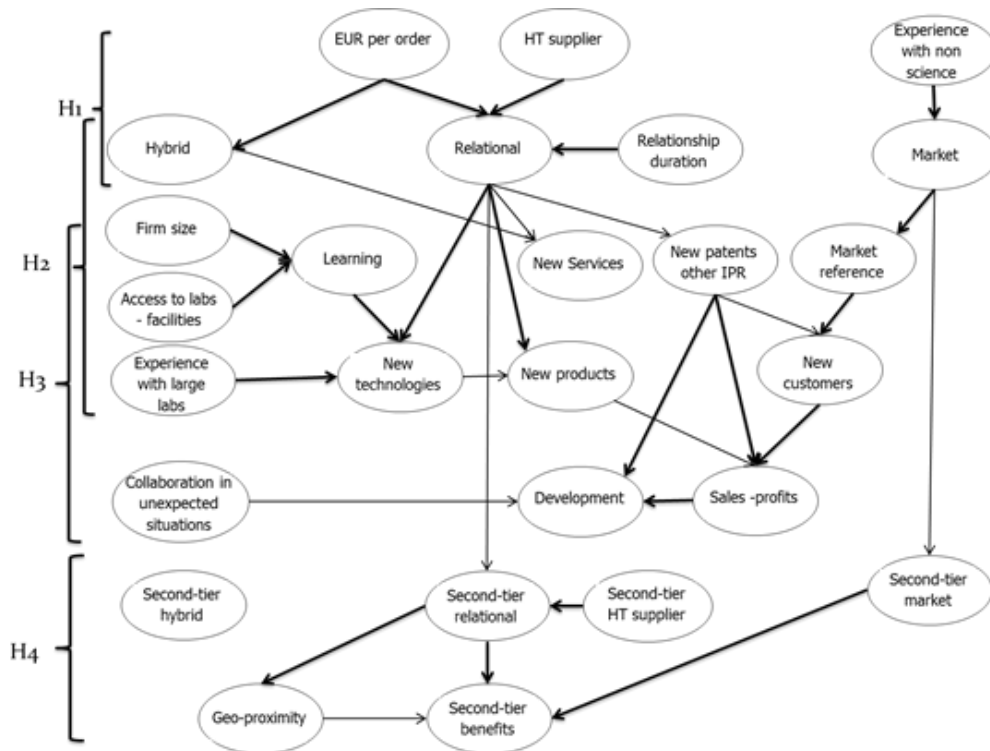 EUR per order
HT supplier
Experience
with non
science
H1
Hybrid
Relational
Relationship
duration
Market
Firm size
Learning
New Services
New patents
other IPR
Market
reference
H2
Access to labs
- facilities
H3
Experience
with large
labs
New
technologies
New products
New
customers
Collaboration in
unexpected
situations
Development
Sales -profits
Second-tier
hybrid
Second-tier
relational
Second-tier
HT supplier
Second-tier
market
H4
Geo-proximity
Second-tier
benefits